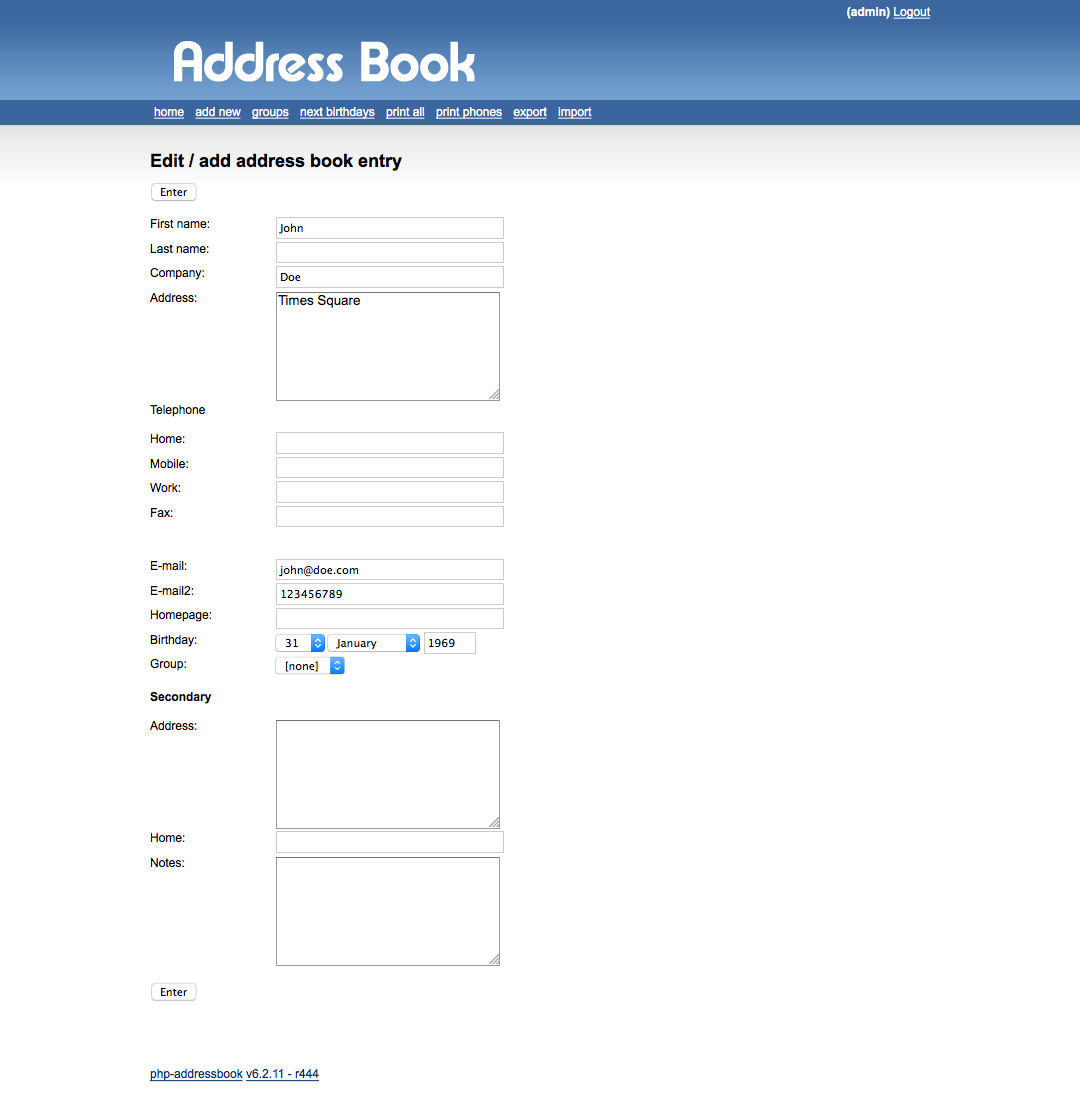 (admin) Logout
Address Book
home add new groups next birthdays print all print phones export import
Edit / add address book entry
Enter
First name: John
Last name:
Company: Doe
Address: Times Square
Telephone
Home:
Mobile:
Work:
Fax:
E-mail: john@doe.com
E-mail2: 123456789
Homepage:
Birthday: 31 January 1969
Group: [none]
Secondary
Address:
Home:
Notes:
Enter
php-addressbook v6.2.11 - r444